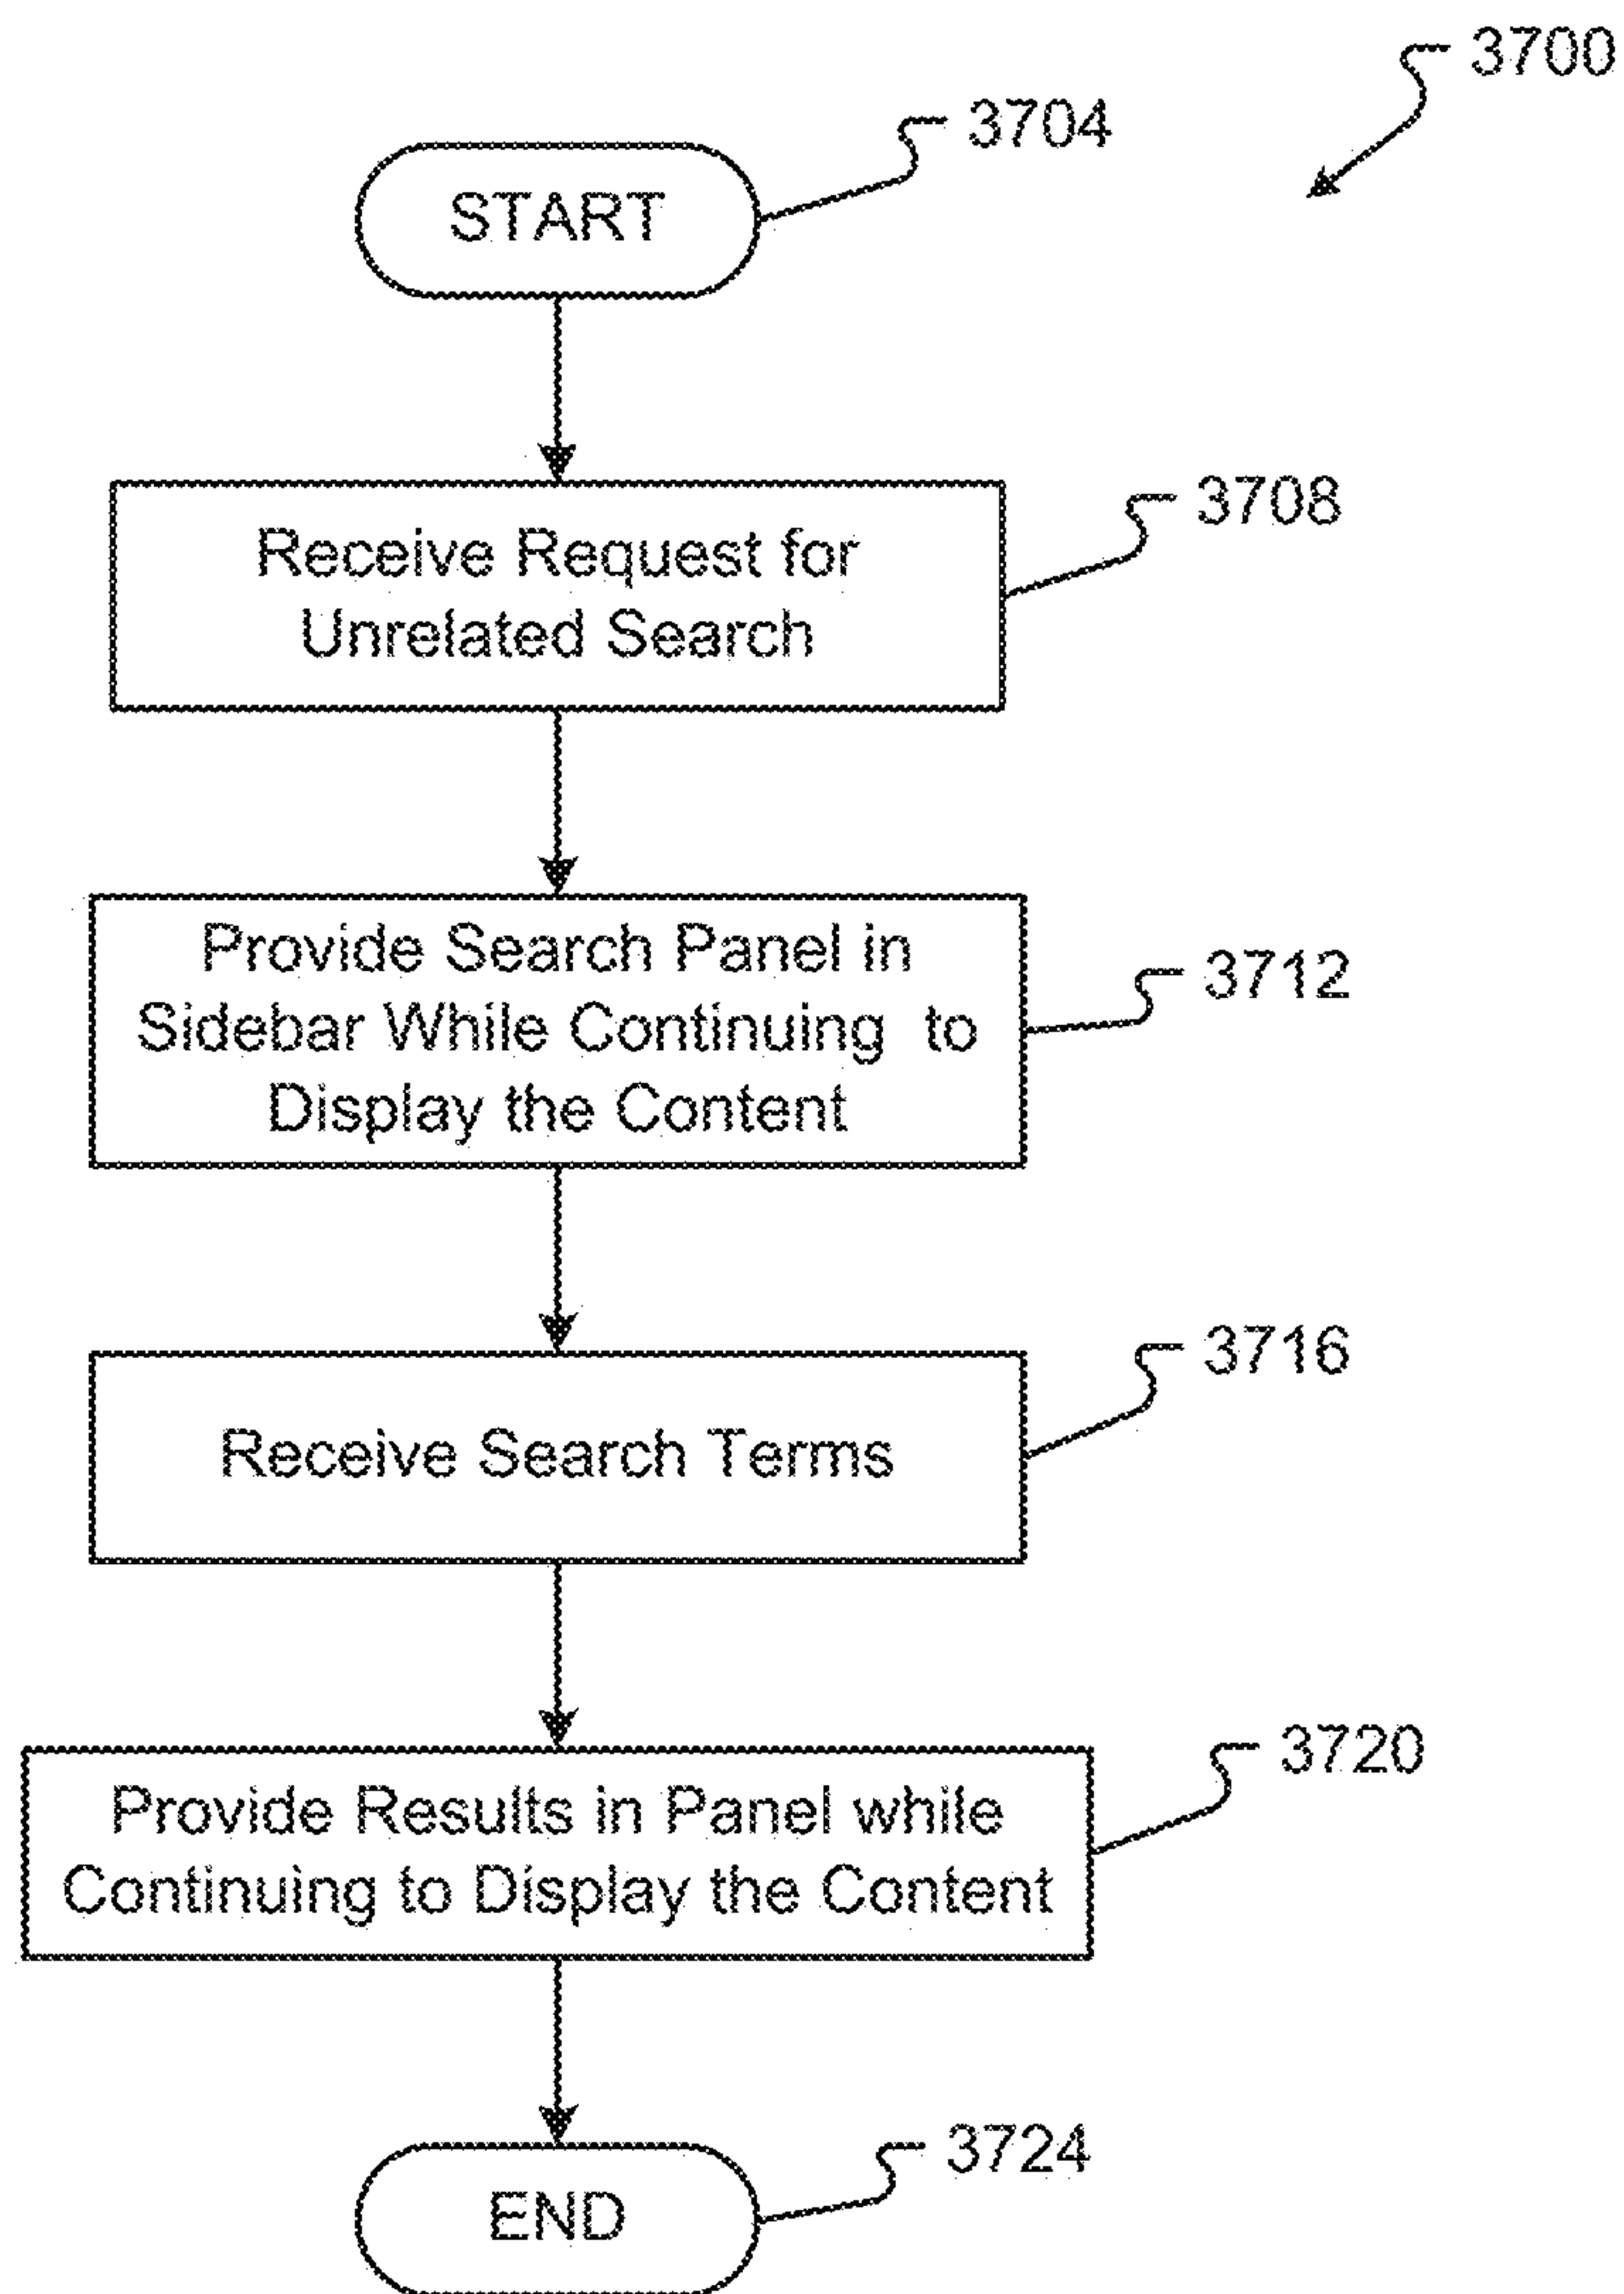 3700
3704
START
3708
Receive Request for
Unrelated Search
Provide Search Panel in
Sidebar While Continuing to
Display the Content
3712
3716
Receive Search Terms
3720
Provide Results in Panel while
Continuing to Display the Content
3724
END